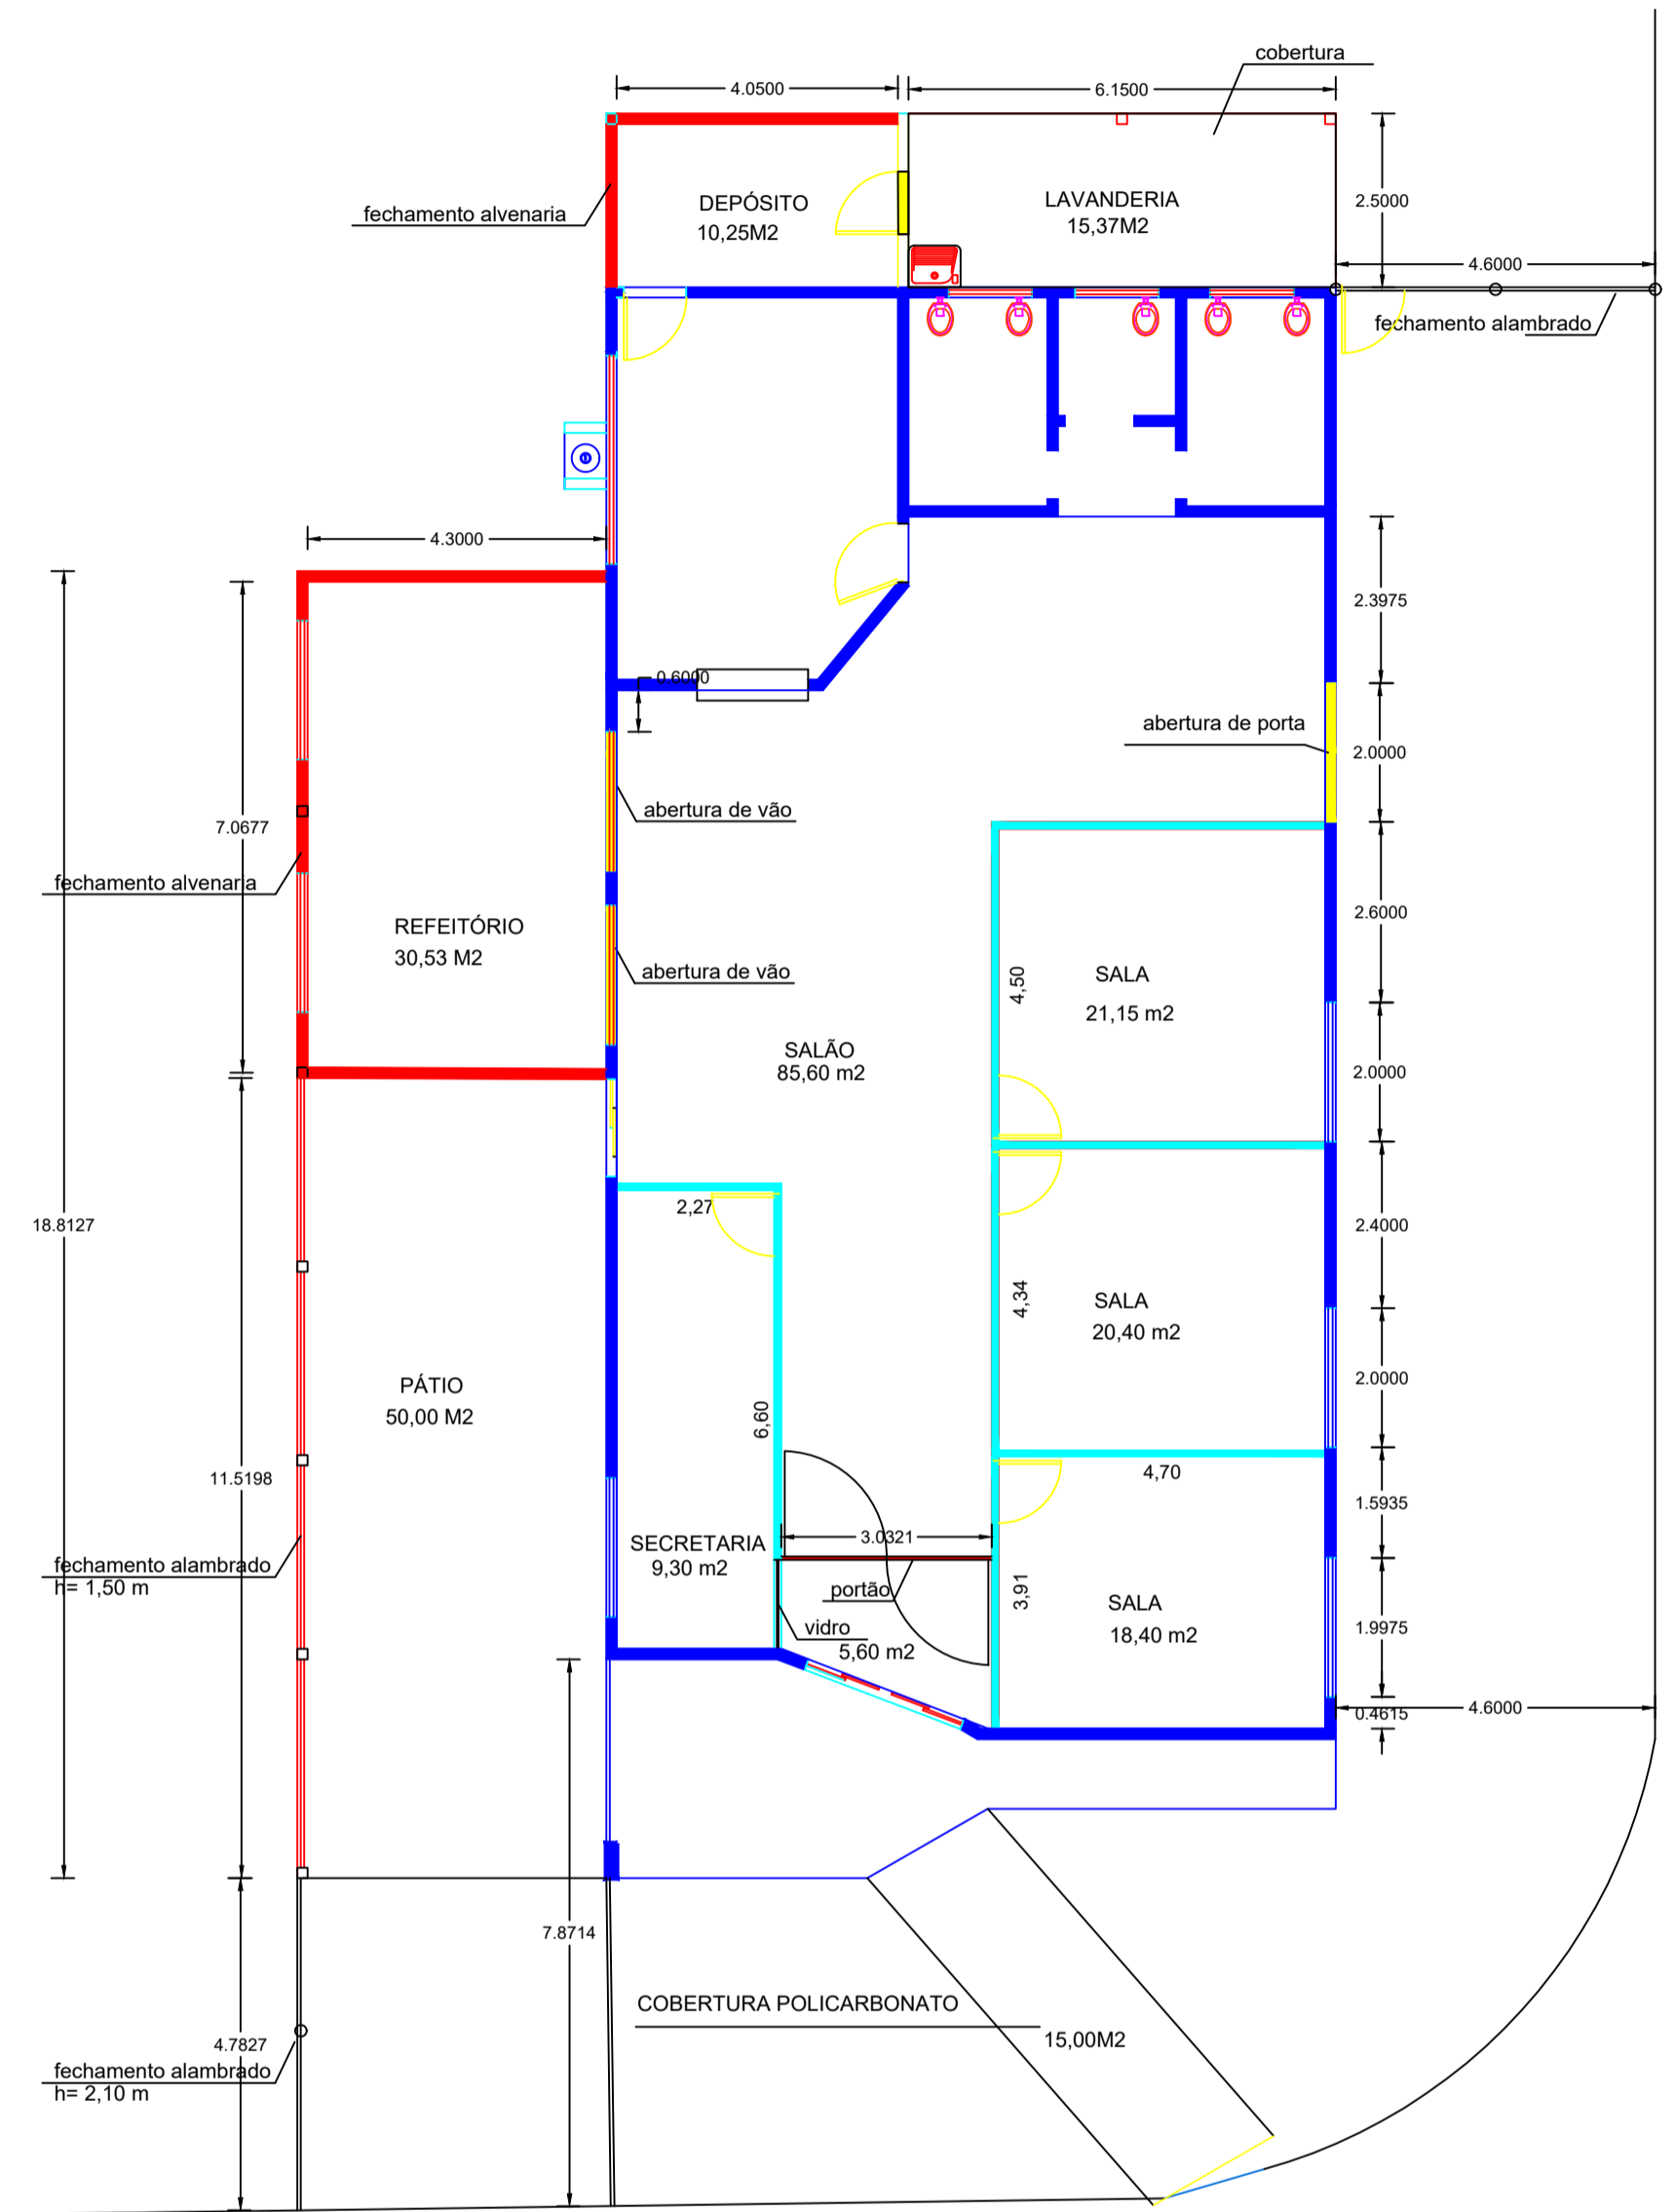 cobertura
4.0500
6.1500
DEPÓSITO
10,25M2
LAVANDERIA
15,37M2
2.5000
fechamento alvenaria
4.6000
fechamento alambrado
4.3000
2.3975
0.6000
abertura de porta
2.0000
abertura de vão
7.0677
fechamento alvenaria
2.6000
REFEITÓRIO
30,53 M2
abertura de vão
4,50
SALA
21,15 m2
SALÃO
85,60 m2
2.0000
2,27
18.8127
2.4000
4,34
SALA
20,40 m2
PÁTIO
50,00 M2
2.0000
6,60
4,70
11.5198
1.5935
SECRETARIA
9,30 m2
3.0321
fechamento alambrado
h= 1,50 m
portão
3,91
SALA
18,40 m2
vidro
5,60 m2
1.9975
4.6000
0.4615
7.8714
COBERTURA POLICARBONATO
15,00M2
4.7827
fechamento alambrado
h= 2,10 m